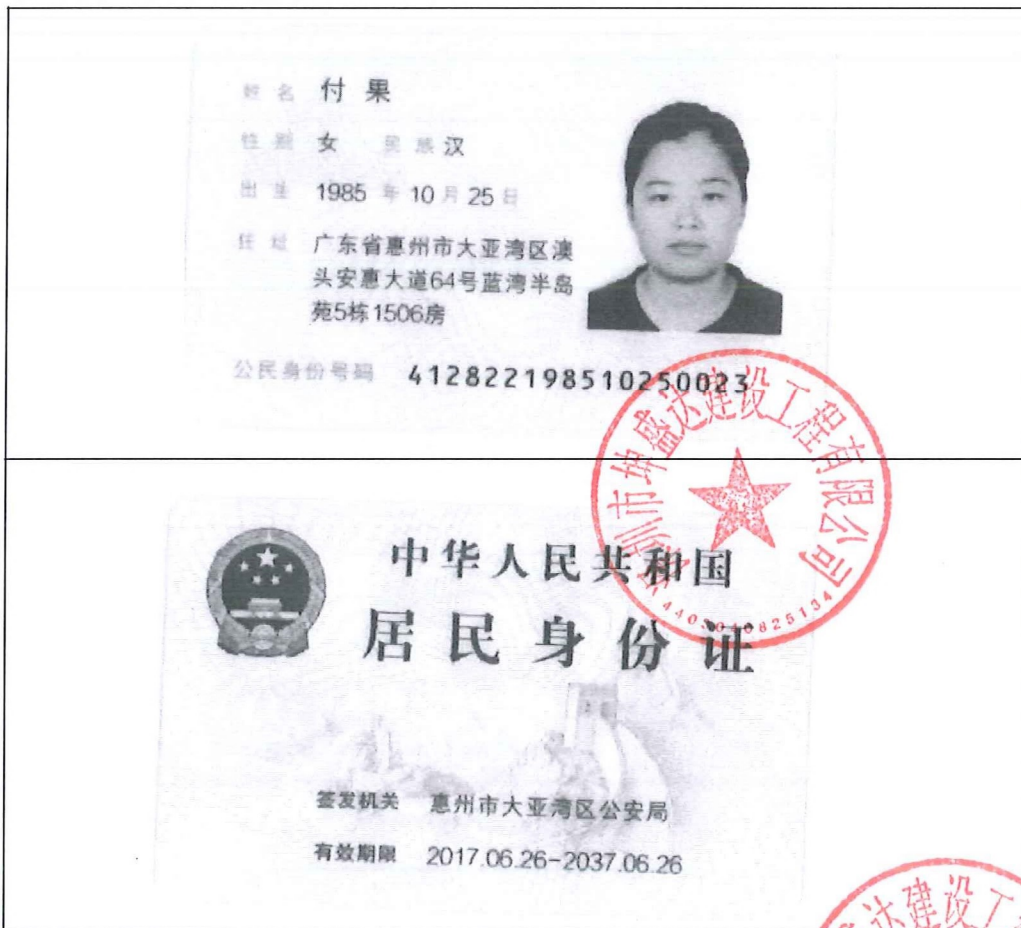 姓名 付果
性别 女 民族 汉
出生 1985 年 10 月 25 日
住址 广东省惠州市大亚湾区澳
头安惠大道64号蓝湾半岛
苑5栋1506房
公民身份号码 412822198510250023
圳市坤盛达建设工程有限公司
中华人民共和国
居民身份证
签发机关 惠州市大亚湾区公安局
有效期限 2017.06.26-2037.06.26
达建设工